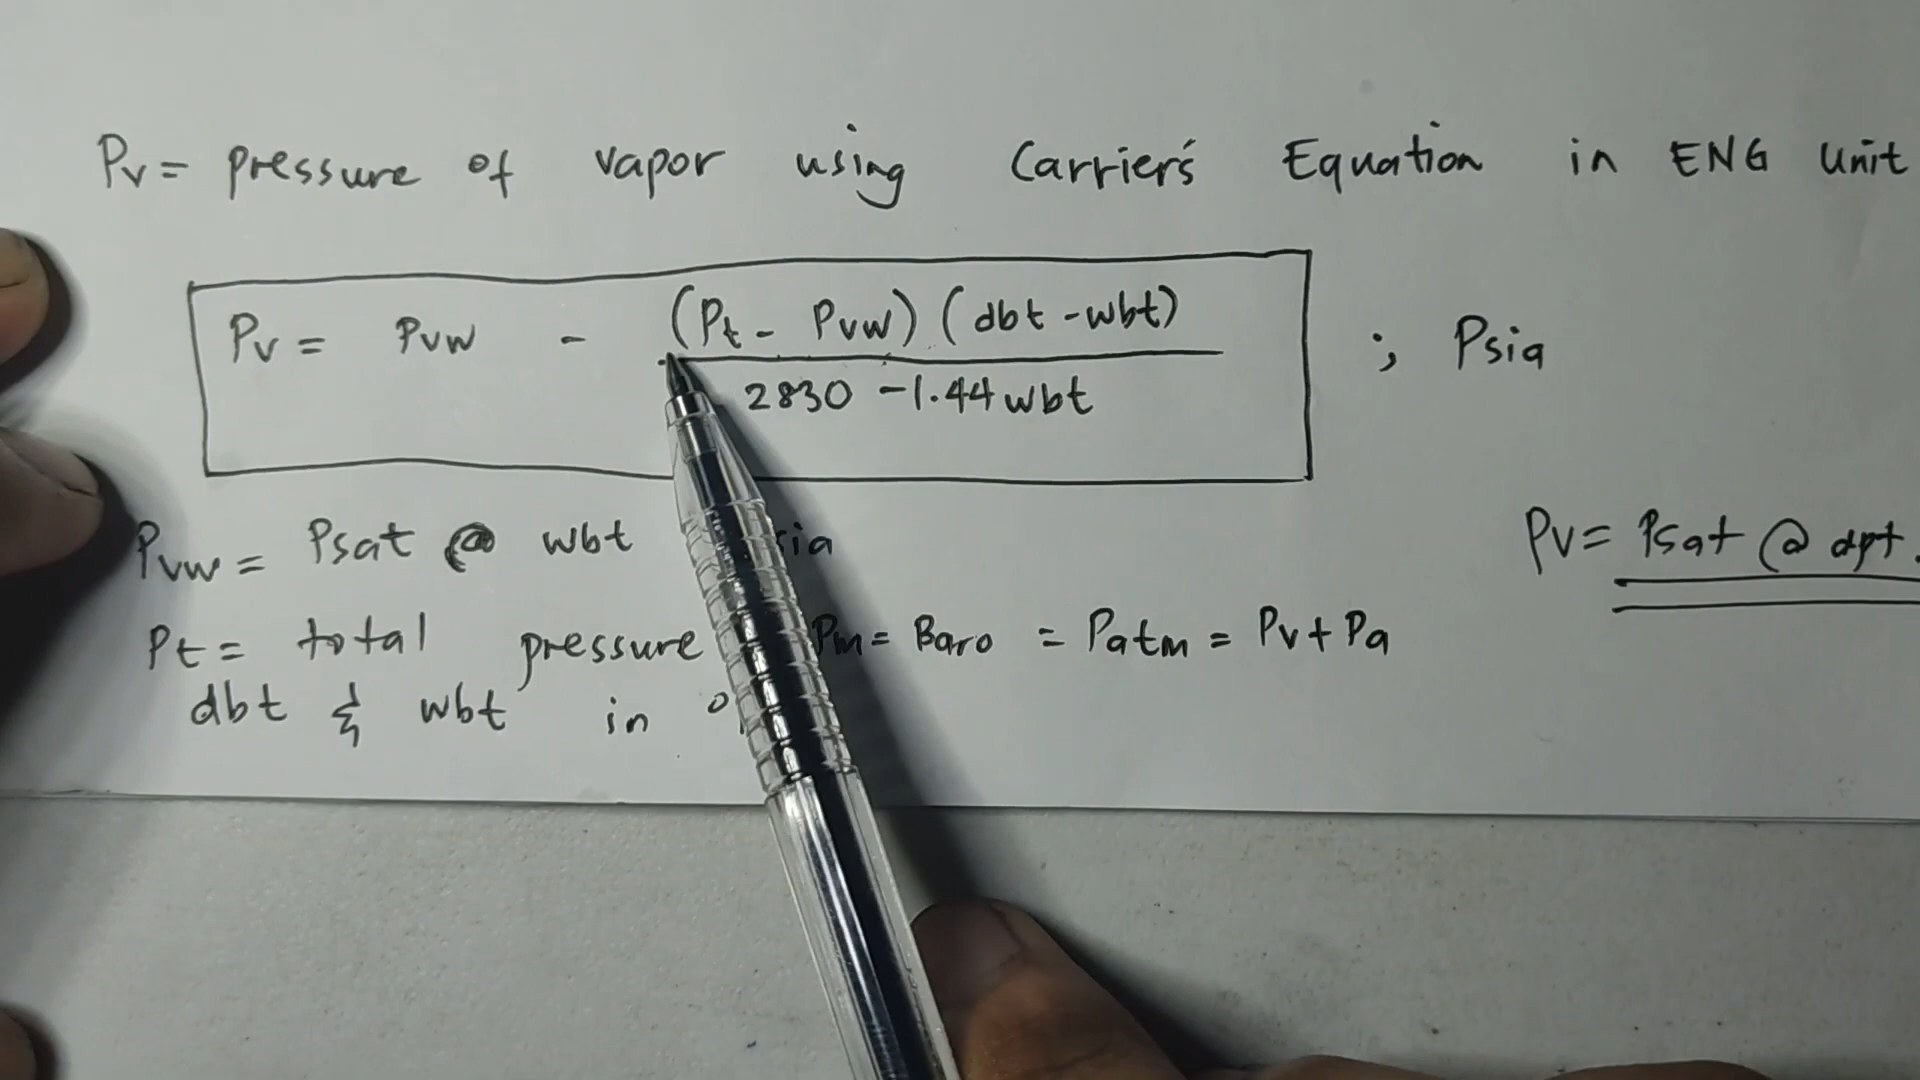 Pv = pressure of vapor using Carrier's Equation in ENG Unit
Pv = Pvw - (Pt - Pvw) (dbt - wbt)
2830 - 1.44 wbt
; Psia
Pvw = Psat @ wbt
Pv = Psat @ dpt.
Pt = total pressure Pm = Baro = Patm = Pv + Pa
dbt & wbt in °